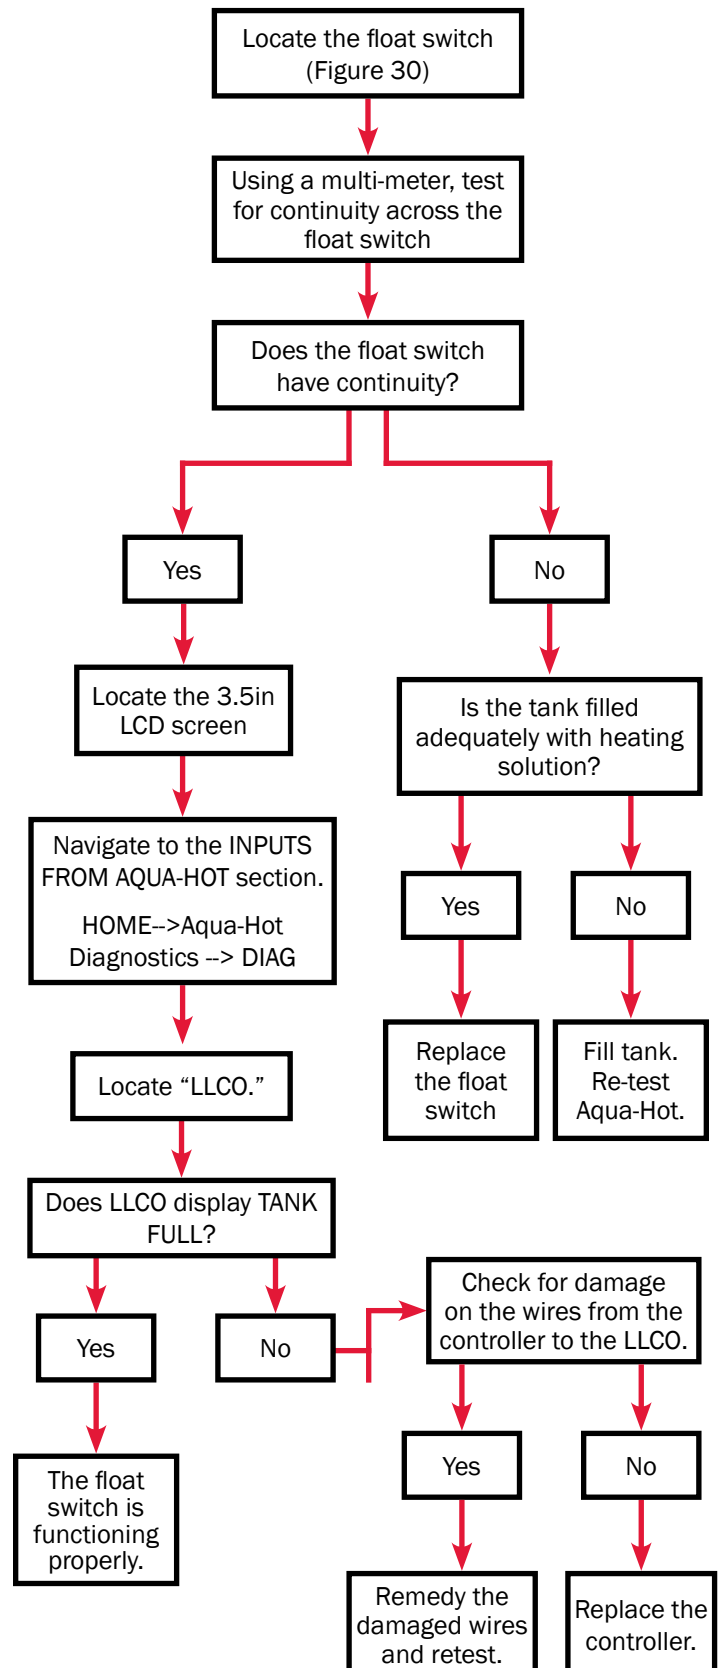 Locate the float switch
(Figure 30)
Using a multi-meter, test
for continuity across the
float switch
Does the float switch
have continuity?
Yes
No
Locate the 3.5in
LCD screen
Is the tank filled
adequately with heating
solution?
Navigate to the INPUTS
FROM AQUA-HOT section.
HOME-->Aqua-Hot
Diagnostics --> DIAG
Yes
No
Replace
the float
switch
Fill tank.
Re-test
Aqua-Hot.
Locate “LLCO.”
Does LLCO display TANK
FULL?
Yes
No
Check for damage
on the wires from the
controller to the LLCO.
The float
switch is
functioning
properly.
Yes
No
Remedy the
damaged wires
and retest.
Replace the
controller.